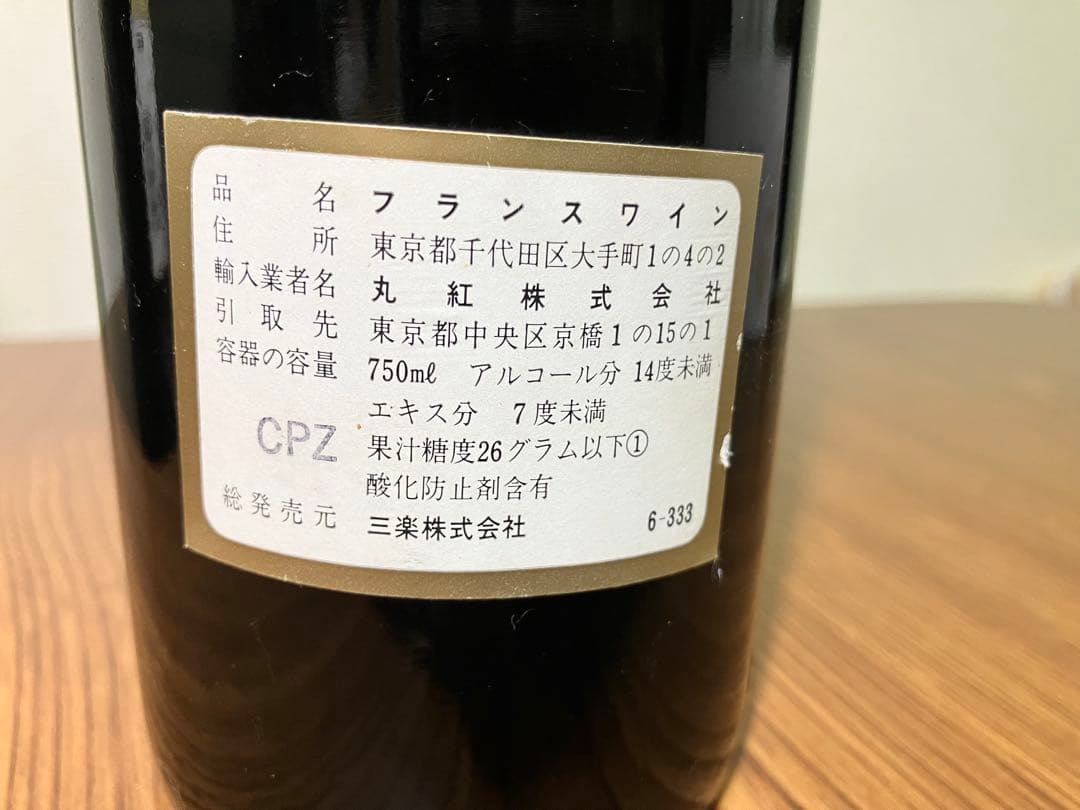 品名 フランスワイン
住所 東京都千代田区大手町1の4の2
輸入業者名 丸紅株式会社
引取先 東京都中央区京橋1の15の1
容器の容量 750mℓ アルコール分 14度未満
エキス分 7度未満
果汁糖度26グラム以下①
CPZ
酸化防止剤含有
総発売元 三楽株式会社 6-333